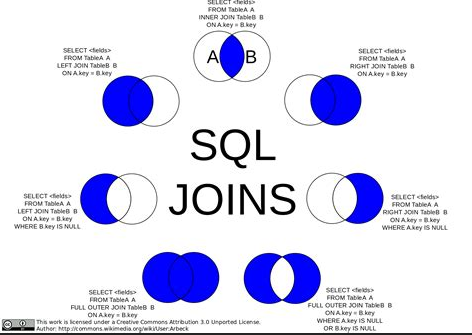 SELECT <fields>
FROM TableA A
INNER JOIN TableB B
ON A.key = B.key
A B
SELECT <fields>
FROM TableA A
LEFT JOIN TableB B
ON A.key = B.key
SELECT <fields>
FROM TableA A
RIGHT JOIN TableB B
ON A.key = B.key
SQL
JOINS
SELECT <fields>
FROM TableA A
LEFT JOIN TableB B
ON A.key = B.key
WHERE B.key IS NULL
SELECT <fields>
FROM TableA A
RIGHT JOIN TableB B
ON A.key = B.key
WHERE A.key IS NULL
SELECT <fields>
FROM TableA A
FULL OUTER JOIN TableB B
ON A.key = B.key
SELECT <fields>
FROM TableA A
FULL OUTER JOIN TableB B
ON A.key = B.key
WHERE A.key IS NULL
OR B.key IS NULL
This work is licensed under a Creative Commons Attribution 3.0 Unported License.
Author: http://commons.wikimedia.org/wiki/User:Arbeck